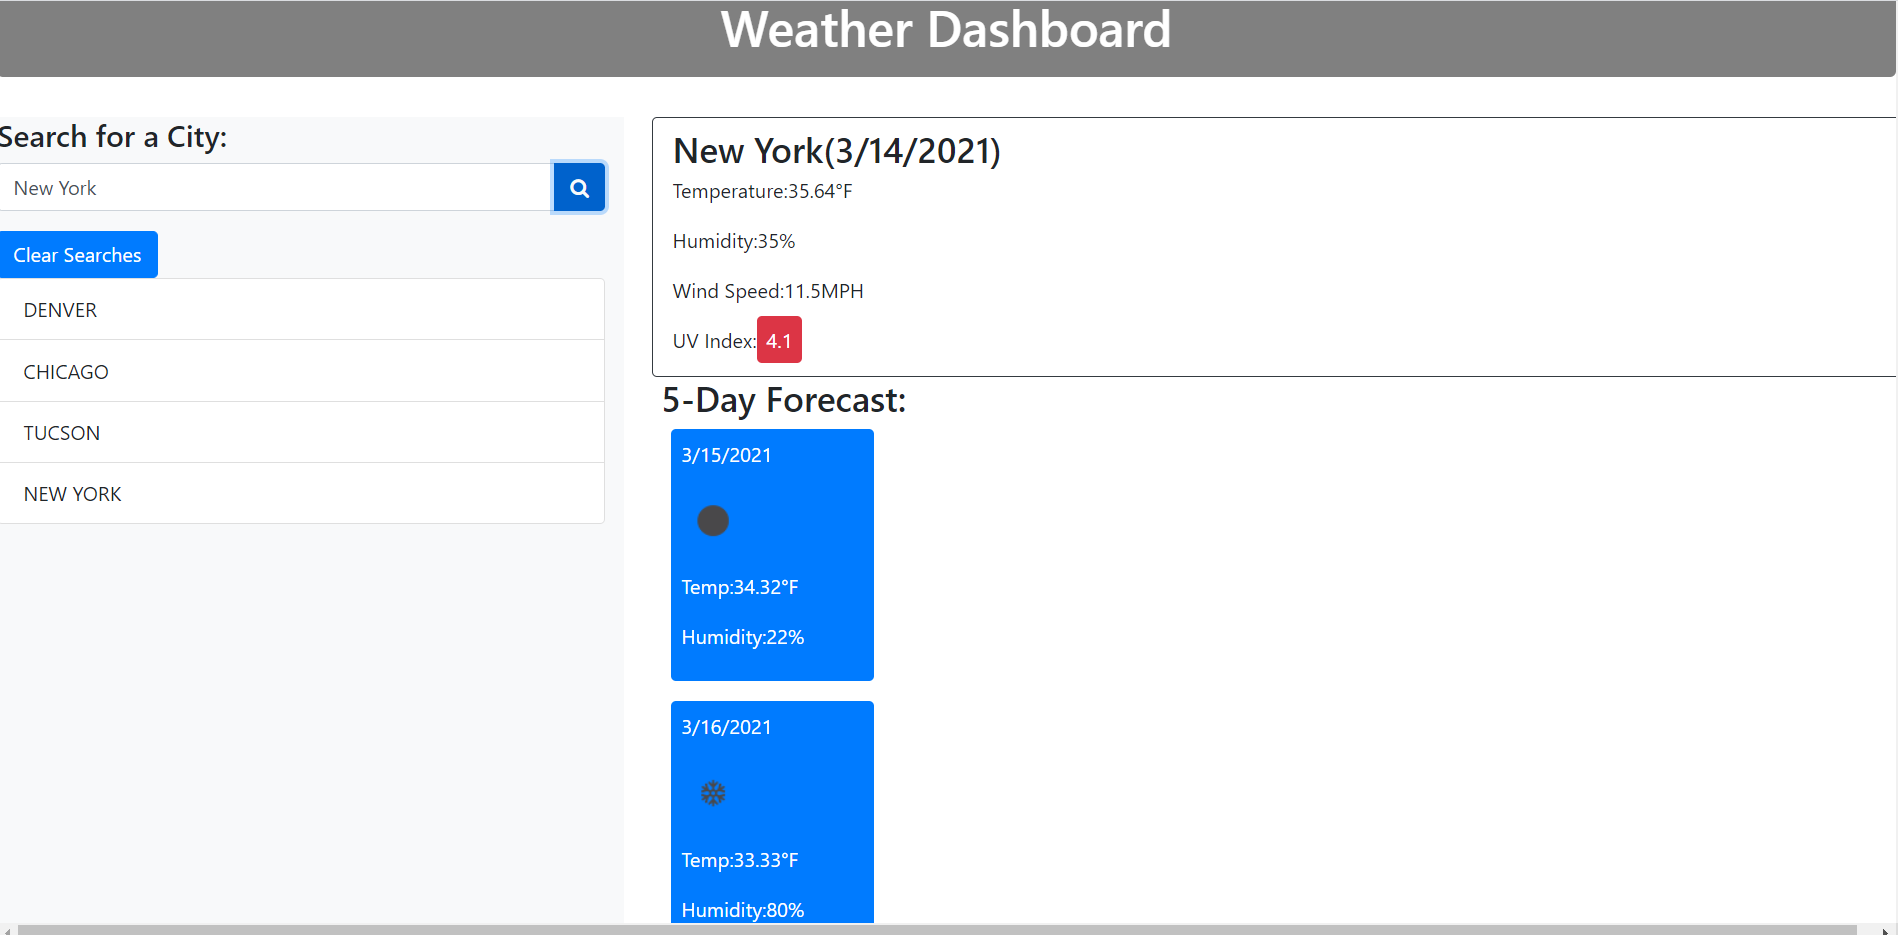 Weather Dashboard
Search for a City:
New York
Clear Searches
DENVER
CHICAGO
TUCSON
NEW YORK
New York(3/14/2021)
Temperature:35.64°F
Humidity:35%
Wind Speed:11.5MPH
UV Index:4.1
5-Day Forecast:
3/15/2021
Temp:34.32°F
Humidity:22%
3/16/2021
Temp:33.33°F
Humidity:80%